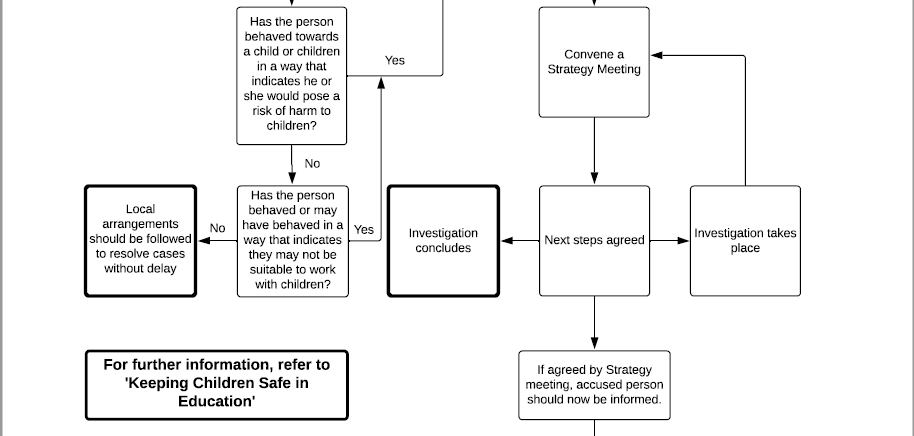 Has the person
behaved towards
a child or children
in a way that
indicates he or
she would pose a
risk of harm to
children?
Yes
Convene a
Strategy Meeting
No
Local
arrangements
should be followed
to resolve cases
without delay
No
Has the person
behaved or may
have behaved in a
way that indicates
they may not be
suitable to work
with children?
Yes
Investigation
concludes
Next steps agreed
Investigation takes
place
For further information, refer to
'Keeping Children Safe in
Education'
If agreed by Strategy
meeting, accused person
should now be informed.